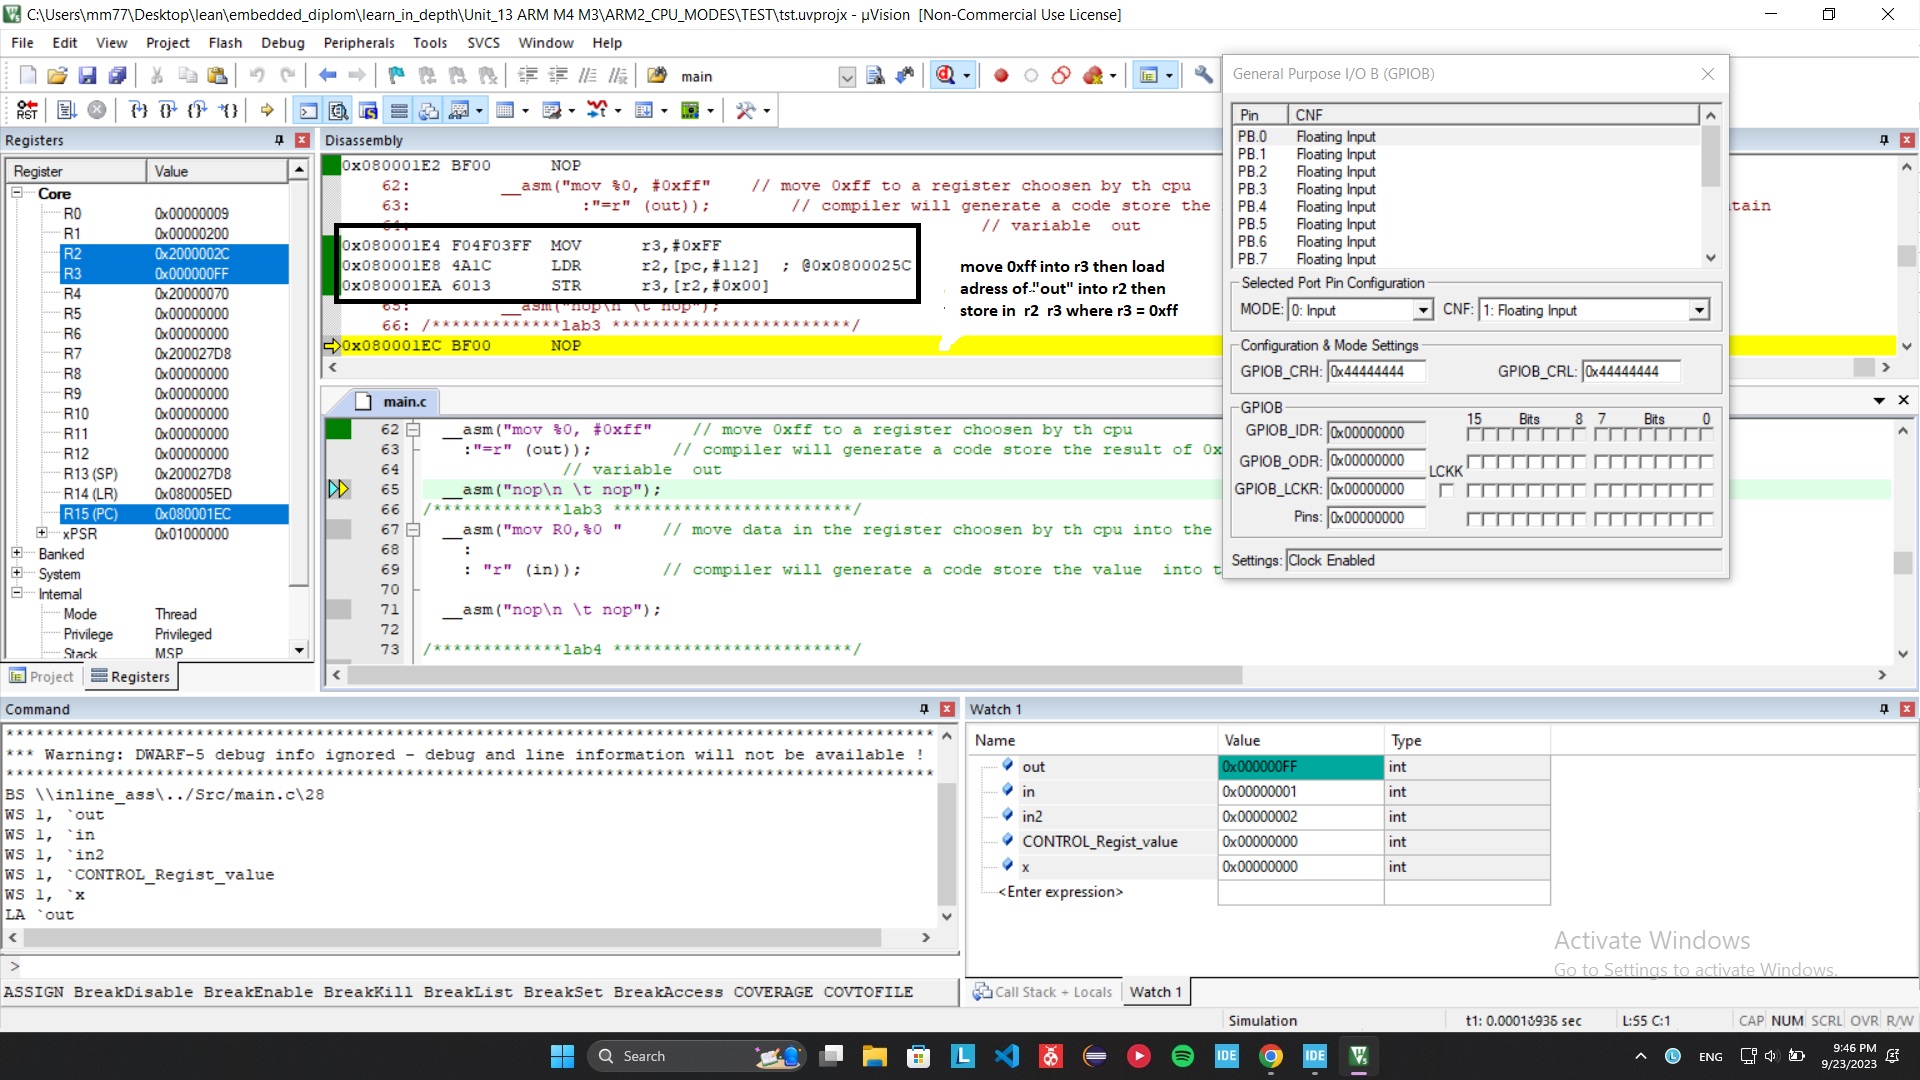 C:\Users\mm77\Desktop\lean\embedded_diplom\learn_in_depth\Unit_13 ARM M4 M3\ARM2_CPU_MODES\TEST\tst.uvprojx - µVision [Non-Commercial Use License]
File Edit View Project Flash Debug Peripherals Tools SVCS Window Help
main
RST
Registers
Register Value
Core
R0 0x00000009
R1 0x00000200
R2 0x2000002C
R3 0x000000FF
R4 0x20000070
R5 0x00000000
R6 0x00000000
R7 0x200027D8
R8 0x00000000
R9 0x00000000
R10 0x00000000
R11 0x00000000
R12 0x00000000
R13 (SP) 0x200027D8
R14 (LR) 0x080005ED
R15 (PC) 0x080001EC
xPSR 0x01000000
Banked
System
Internal
Mode Thread
Privilege Privileged
Stack MSP
Project Registers
Disassembly
0x080001E2 BF00 NOP
62: __asm("mov %0, #0xff" // move 0xff to a register choosen by th cpu
63: :"=r" (out)); // compiler will generate a code store the
tain
64: // variable out
0x080001E4 F04F03FF MOV r3,#0xFF
0x080001E8 4A1C LDR r2,[pc,#112] ; @0x0800025C
0x080001EA 6013 STR r3,[r2,#0x00]
65: __asm("nop\n \t nop");
66: /*************lab3 ************************/
0x080001EC BF00 NOP
move 0xff into r3 then load
adress of "out" into r2 then
store in r2 r3 where r3 = 0xff
main.c
62 __asm("mov %0, #0xff" // move 0xff to a register choosen by th cpu
63 :"=r" (out)); // compiler will generate a code store the result of 0x
64 // variable out
65 __asm("nop\n \t nop");
66 /*************lab3 ************************/
67 __asm("mov R0,%0 " // move data in the register choosen by th cpu into the
68 :
69 : "r" (in)); // compiler will generate a code store the value into t
70
71 __asm("nop\n \t nop");
72
73 /*************lab4 ************************/
General Purpose I/O B (GPIOB)
Pin CNF
PB.0 Floating Input
PB.1 Floating Input
PB.2 Floating Input
PB.3 Floating Input
PB.4 Floating Input
PB.5 Floating Input
PB.6 Floating Input
PB.7 Floating Input
Selected Port Pin Configuration
MODE: 0: Input CNF: 1: Floating Input
Configuration & Mode Settings
GPIOB_CRH: 0x44444444 GPIOB_CRL: 0x44444444
GPIOB
15 Bits 8 7 Bits 0
GPIOB_IDR: 0x00000000
GPIOB_ODR: 0x00000000
LCKK
GPIOB_LCKR: 0x00000000
Pins: 0x00000000
Settings: Clock Enabled
Command
*** Warning: DWARF-5 debug info ignored - debug and line information will not be available !
BS \\inline_ass\../Src/main.c\28
WS 1, `out
WS 1, `in
WS 1, `in2
WS 1, `CONTROL_Regist_value
WS 1, `x
LA `out
>
ASSIGN BreakDisable BreakEnable BreakKill BreakList BreakSet BreakAccess COVERAGE COVTOFILE
Watch 1
Name Value Type
out 0x000000FF int
in 0x00000001 int
in2 0x00000002 int
CONTROL_Regist_value 0x00000000 int
x 0x00000000 int
<Enter expression>
Activate Windows
Go to Settings to activate Windows.
Call Stack + Locals Watch 1
Simulation t1: 0.00016936 sec L:55 C:1 CAP NUM SCRL OVR R/W
Search
L
IDE
IDE
ENG
9:46 PM
9/23/2023